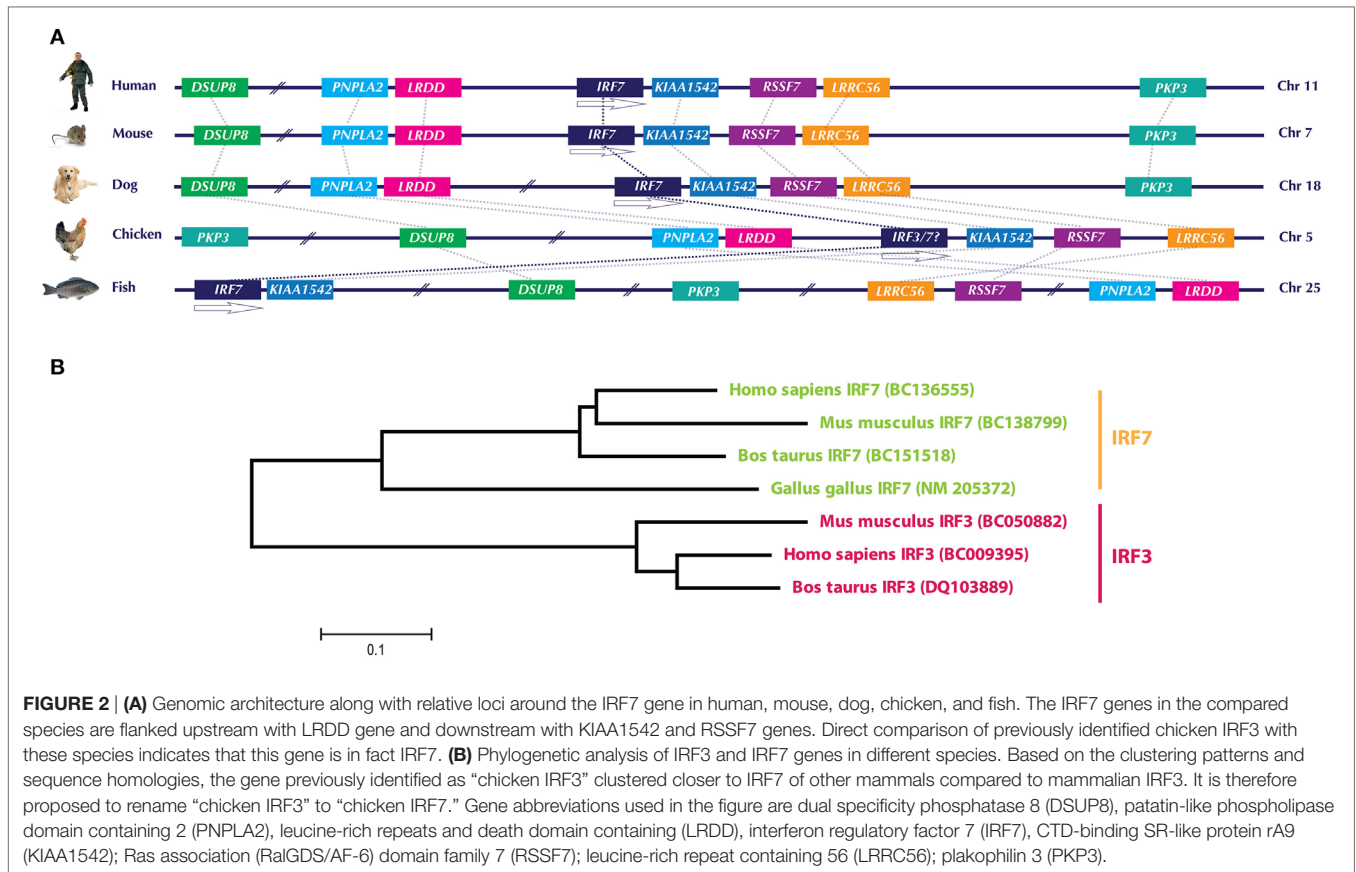 A
Human DSUP8 PNPLA2 LRDD IRF7 KIAA1542 RSSF7 LRRC56 PKP3 Chr 11
Mouse DSUP8 PNPLA2 LRDD IRF7 KIAA1542 RSSF7 LRRC56 PKP3 Chr 7
Dog DSUP8 PNPLA2 LRDD IRF7 KIAA1542 RSSF7 LRRC56 PKP3 Chr 18
Chicken PKP3 DSUP8 PNPLA2 LRDD IRF3/7? KIAA1542 RSSF7 LRRC56 Chr 5
Fish IRF7 KIAA1542 DSUP8 PKP3 LRRC56 RSSF7 PNPLA2 LRDD Chr 25
B
Homo sapiens IRF7 (BC136555)
Mus musculus IRF7 (BC138799)
IRF7
Bos taurus IRF7 (BC151518)
Gallus gallus IRF7 (NM 205372)
Mus musculus IRF3 (BC050882)
Homo sapiens IRF3 (BC009395)
IRF3
Bos taurus IRF3 (DQ103889)
0.1
FIGURE 2 | (A) Genomic architecture along with relative loci around the IRF7 gene in human, mouse, dog, chicken, and fish. The IRF7 genes in the compared
species are flanked upstream with LRDD gene and downstream with KIAA1542 and RSSF7 genes. Direct comparison of previously identified chicken IRF3 with
these species indicates that this gene is in fact IRF7. (B) Phylogenetic analysis of IRF3 and IRF7 genes in different species. Based on the clustering patterns and
sequence homologies, the gene previously identified as “chicken IRF3” clustered closer to IRF7 of other mammals compared to mammalian IRF3. It is therefore
proposed to rename “chicken IRF3” to “chicken IRF7.” Gene abbreviations used in the figure are dual specificity phosphatase 8 (DSUP8), patatin-like phospholipase
domain containing 2 (PNPLA2), leucine-rich repeats and death domain containing (LRDD), interferon regulatory factor 7 (IRF7), CTD-binding SR-like protein rA9
(KIAA1542); Ras association (RalGDS/AF-6) domain family 7 (RSSF7); leucine-rich repeat containing 56 (LRRC56); plakophilin 3 (PKP3).